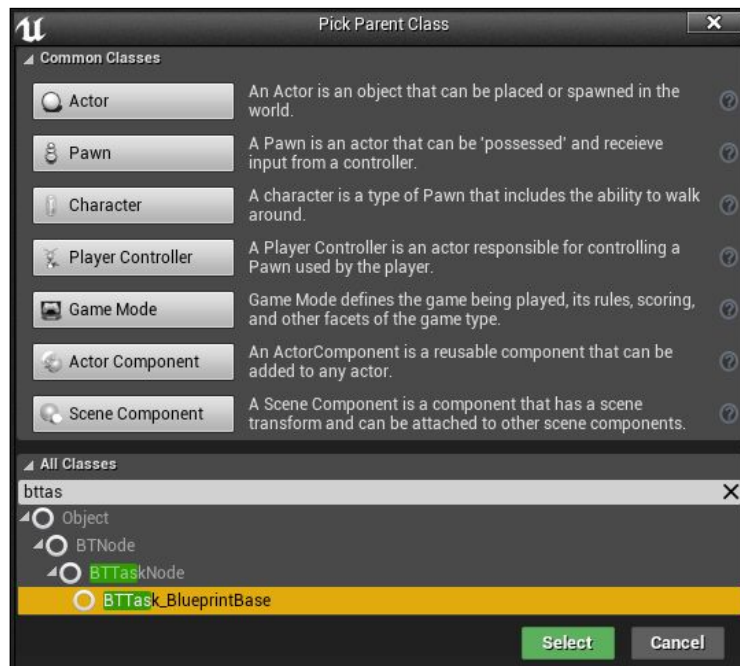 Pick Parent Class
Common Classes
Actor
An Actor is an object that can be placed or spawned in the
world.
Pawn
A Pawn is an actor that can be 'possessed' and receieve
input from a controller.
Character
A character is a type of Pawn that includes the ability to walk
around.
Player Controller
A Player Controller is an actor responsible for controlling a
Pawn used by the player.
Game Mode
Game Mode defines the game being played, its rules, scoring,
and other facets of the game type.
Actor Component
An ActorComponent is a reusable component that can be
added to any actor.
Scene Component
A Scene Component is a component that has a scene
transform and can be attached to other scene components.
All Classes
bttas
Object
BTNode
BTTaskNode
BTTask_BlueprintBase
Select
Cancel